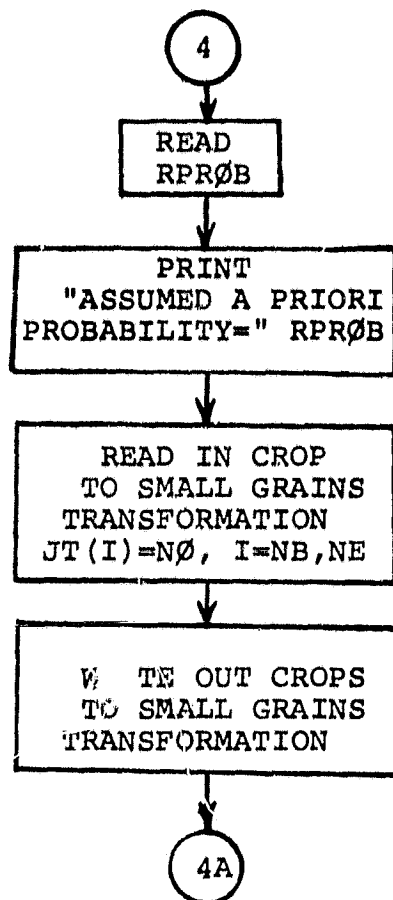 4
READ
RPRØB
PRINT
"ASSUMED A PRIORI
PROBABILITY=" RPRØB
READ IN CROP
TO SMALL GRAINS
TRANSFORMATION
JT(I)=NØ, I=NB,NE
OUT CROPS
TO SMALL GRAINS
TRANSFORMATION
4A